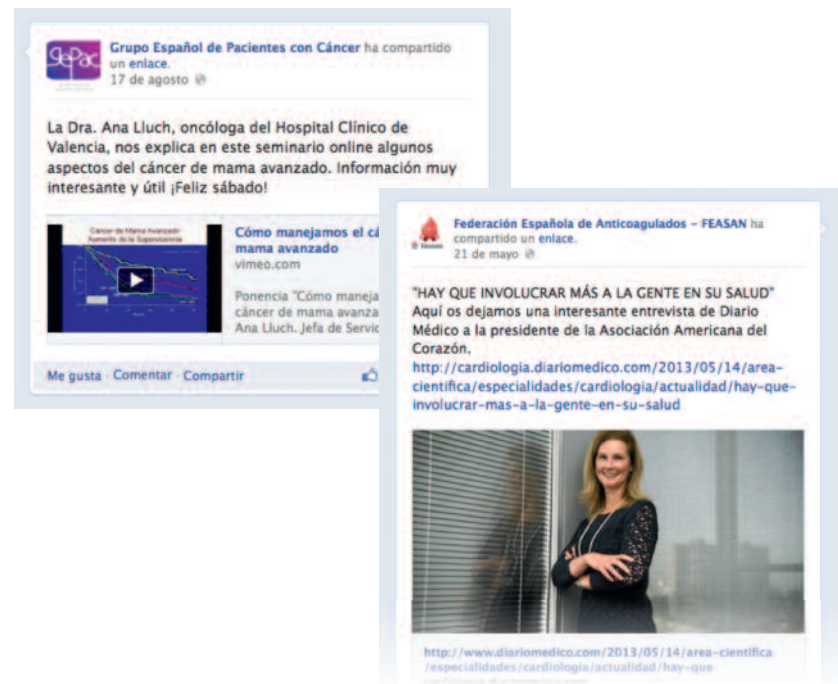 gepac
Grupo Español de Pacientes con Cáncer ha compartido
un enlace.
17 de agosto
La Dra. Ana Lluch, oncóloga del Hospital Clínico de
Valencia, nos explica en este seminario online algunos
aspectos del cáncer de mama avanzado. Información muy
interesante y útil ¡Feliz sábado!
Cáncer de Mama Avanzado
Aumento de la Supervivencia
Cómo manejamos el cá
mama avanzado
vimeo.com
Ponencia "Cómo maneja
cáncer de mama avanza
Ana Lluch. Jefa de Servic
Me gusta · Comentar · Compartir
Federación Española de Anticoagulados – FEASAN ha
compartido un enlace.
21 de mayo
"HAY QUE INVOLUCRAR MÁS A LA GENTE EN SU SALUD"
Aquí os dejamos una interesante entrevista de Diario
Médico a la presidente de la Asociación Americana del
Corazón.
http://cardiologia.diariomedico.com/2013/05/14/area-
cientifica/especialidades/cardiologia/actualidad/hay-que-
involucrar-mas-a-la-gente-en-su-salud
http://www.diariomedico.com/2013/05/14/area-cientifica
/especialidades/cardiologia/actualidad/hay-que